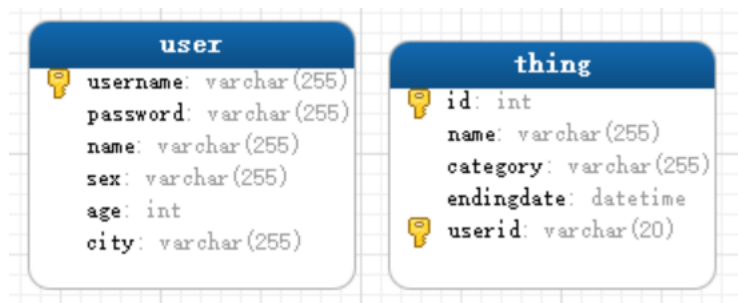 user
username: varchar(255)
password: varchar(255)
name: varchar(255)
sex: varchar(255)
age: int
city: varchar(255)
thing
id: int
name: varchar(255)
category: varchar(255)
endingdate: datetime
userid: varchar(20)